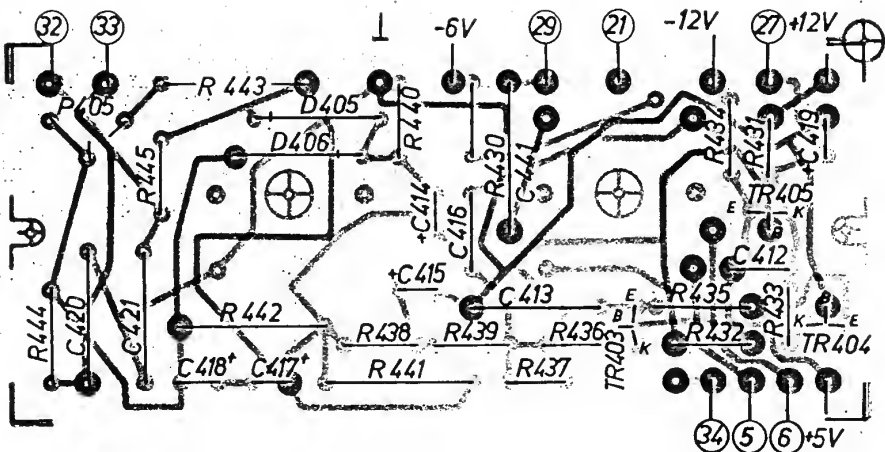 32 33 ⊥ -6V 29 21 -12V 27 +12V
P405
R 443
D405
R 440
D406
R445
R430
C441
R434
R431
+C419
TR405
E K
B
+C414
C416
C412
+C415
C413
R435
R433
R444
C420
C421
R442
R438
R439
R436
E
B
K
TR403
R432
B
K E
TR404
C418+
C417+
R441
R437
34 5 6 +5V